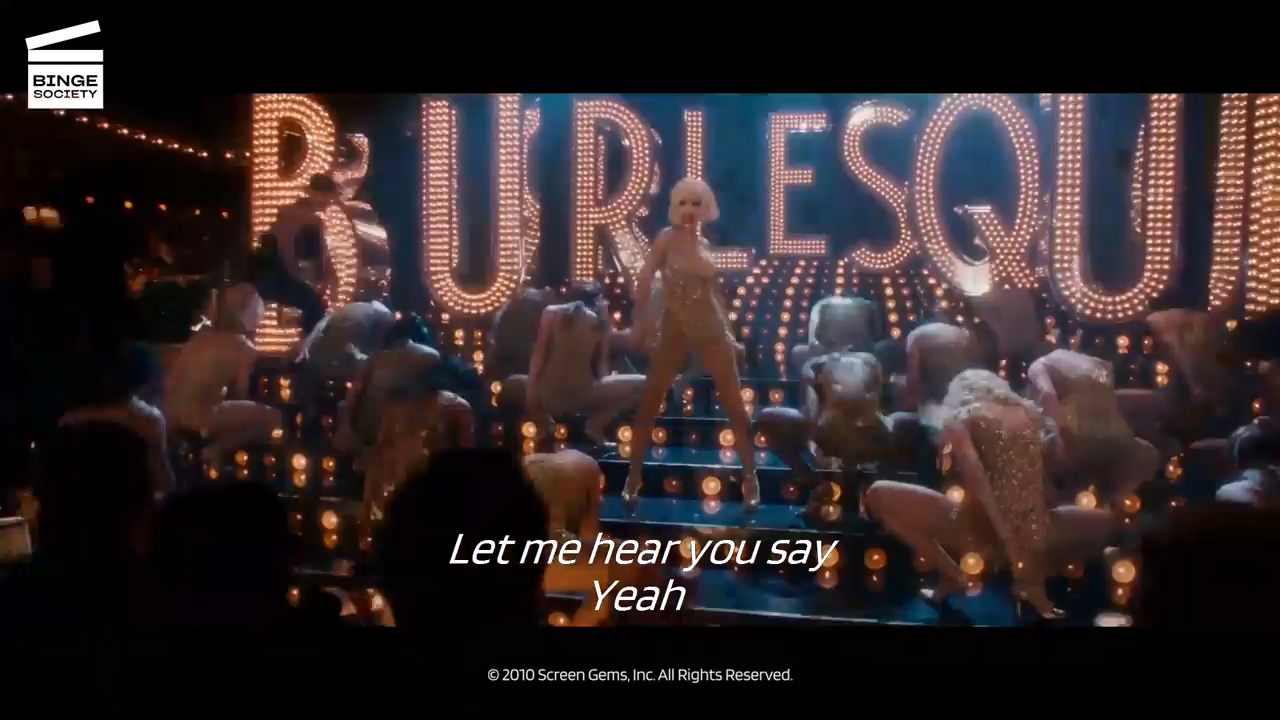 BINGE
SOCIETY
BURLESQU
Let me hear you say
Yeah
© 2010 Screen Gems, Inc. All Rights Reserved.